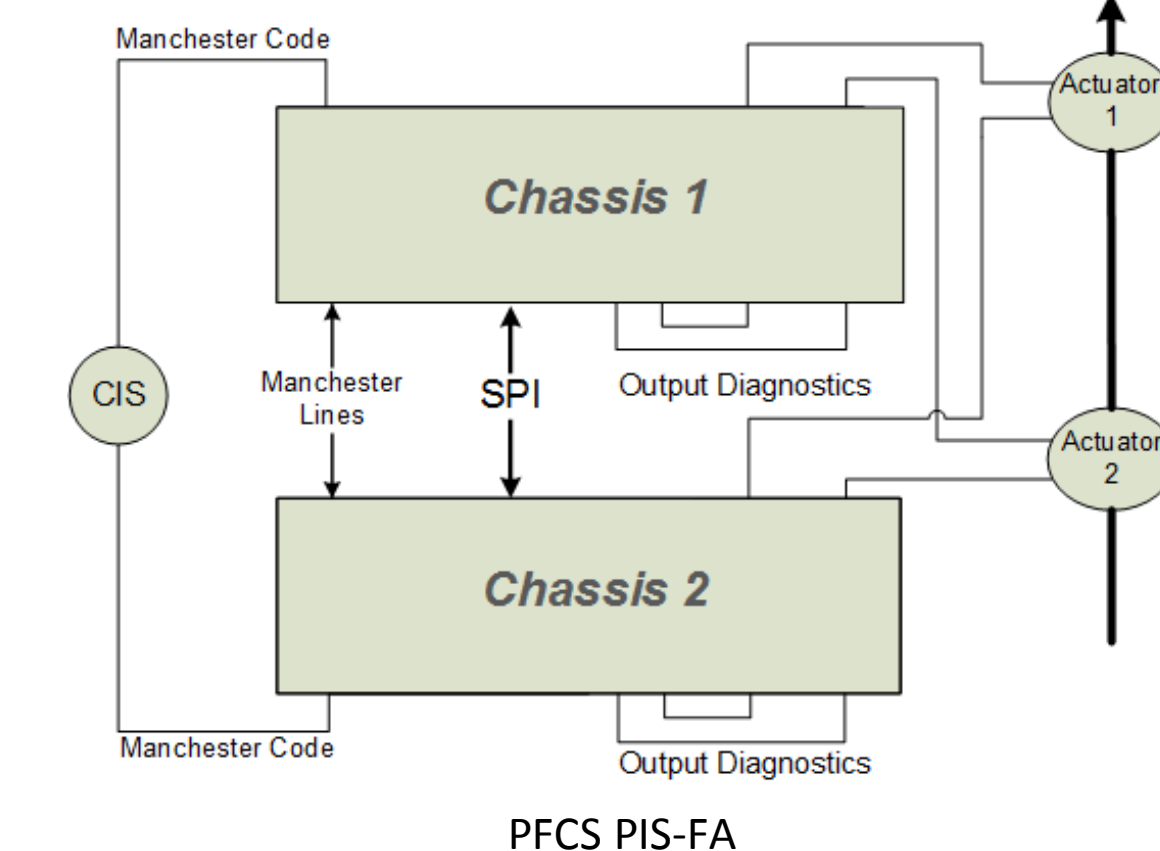 Manchester Code
Actuator
1
Chassis 1
CIS
Manchester
Lines
SPI
Output Diagnostics
Actuator
2
Chassis 2
Manchester Code
Output Diagnostics
PFCS PIS-FA